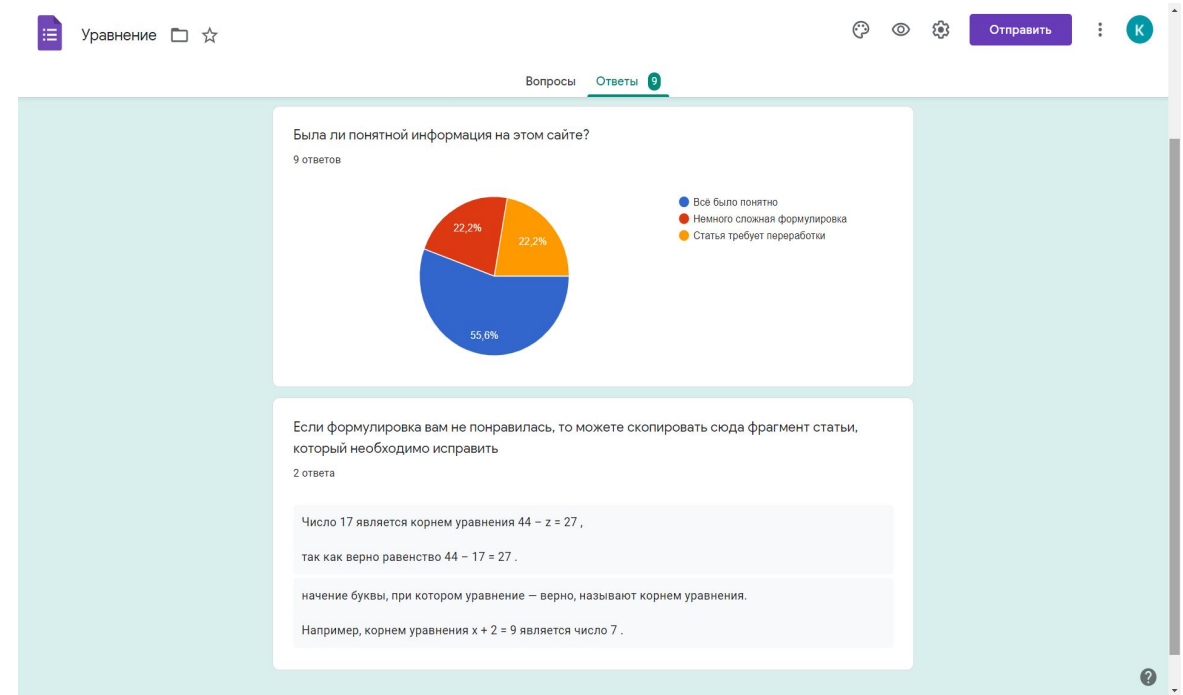 Уравнение
Отправить
K
Вопросы
Ответы 9
Была ли понятной информация на этом сайте?
9 ответов
22,2%
22,2%
55,6%
Всё было понятно
Немного сложная формулировка
Статья требует переработки
Если формулировка вам не понравилась, то можете скопировать сюда фрагмент статьи,
который необходимо исправить
2 ответа
Число 17 является корнем уравнения 44 − z = 27 ,
так как верно равенство 44 − 17 = 27 .
начение буквы, при котором уравнение — верно, называют корнем уравнения.
Например, корнем уравнения x + 2 = 9 является число 7 .
?